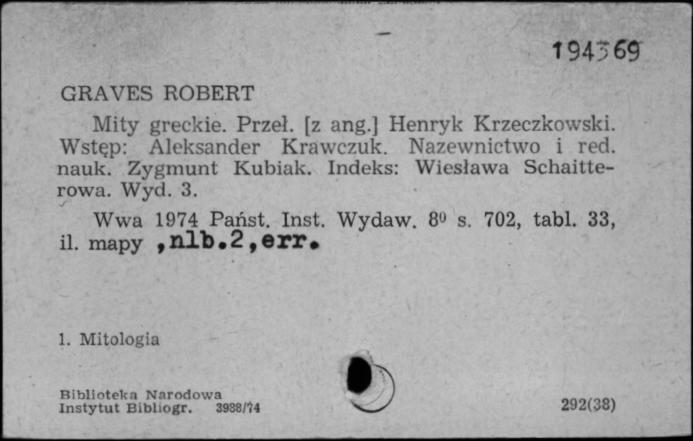 194369
GRAVES ROBERT
Mity greckie. Przeł. [z ang.] Henryk Krzeczkowski.
Wstęp: Aleksander Krawczuk. Nazewnictwo i red.
nauk. Zygmunt Kubiak. Indeks: Wiesława Schaitte-
rowa. Wyd. 3.
Wwa 1974 Państ. Inst. Wydaw. 8⁰ s. 702, tabl. 33,
il. mapy ,nlb.2,err.
1. Mitologia
Biblioteka Narodowa
Instytut Bibliogr. 3988/74
292(38)